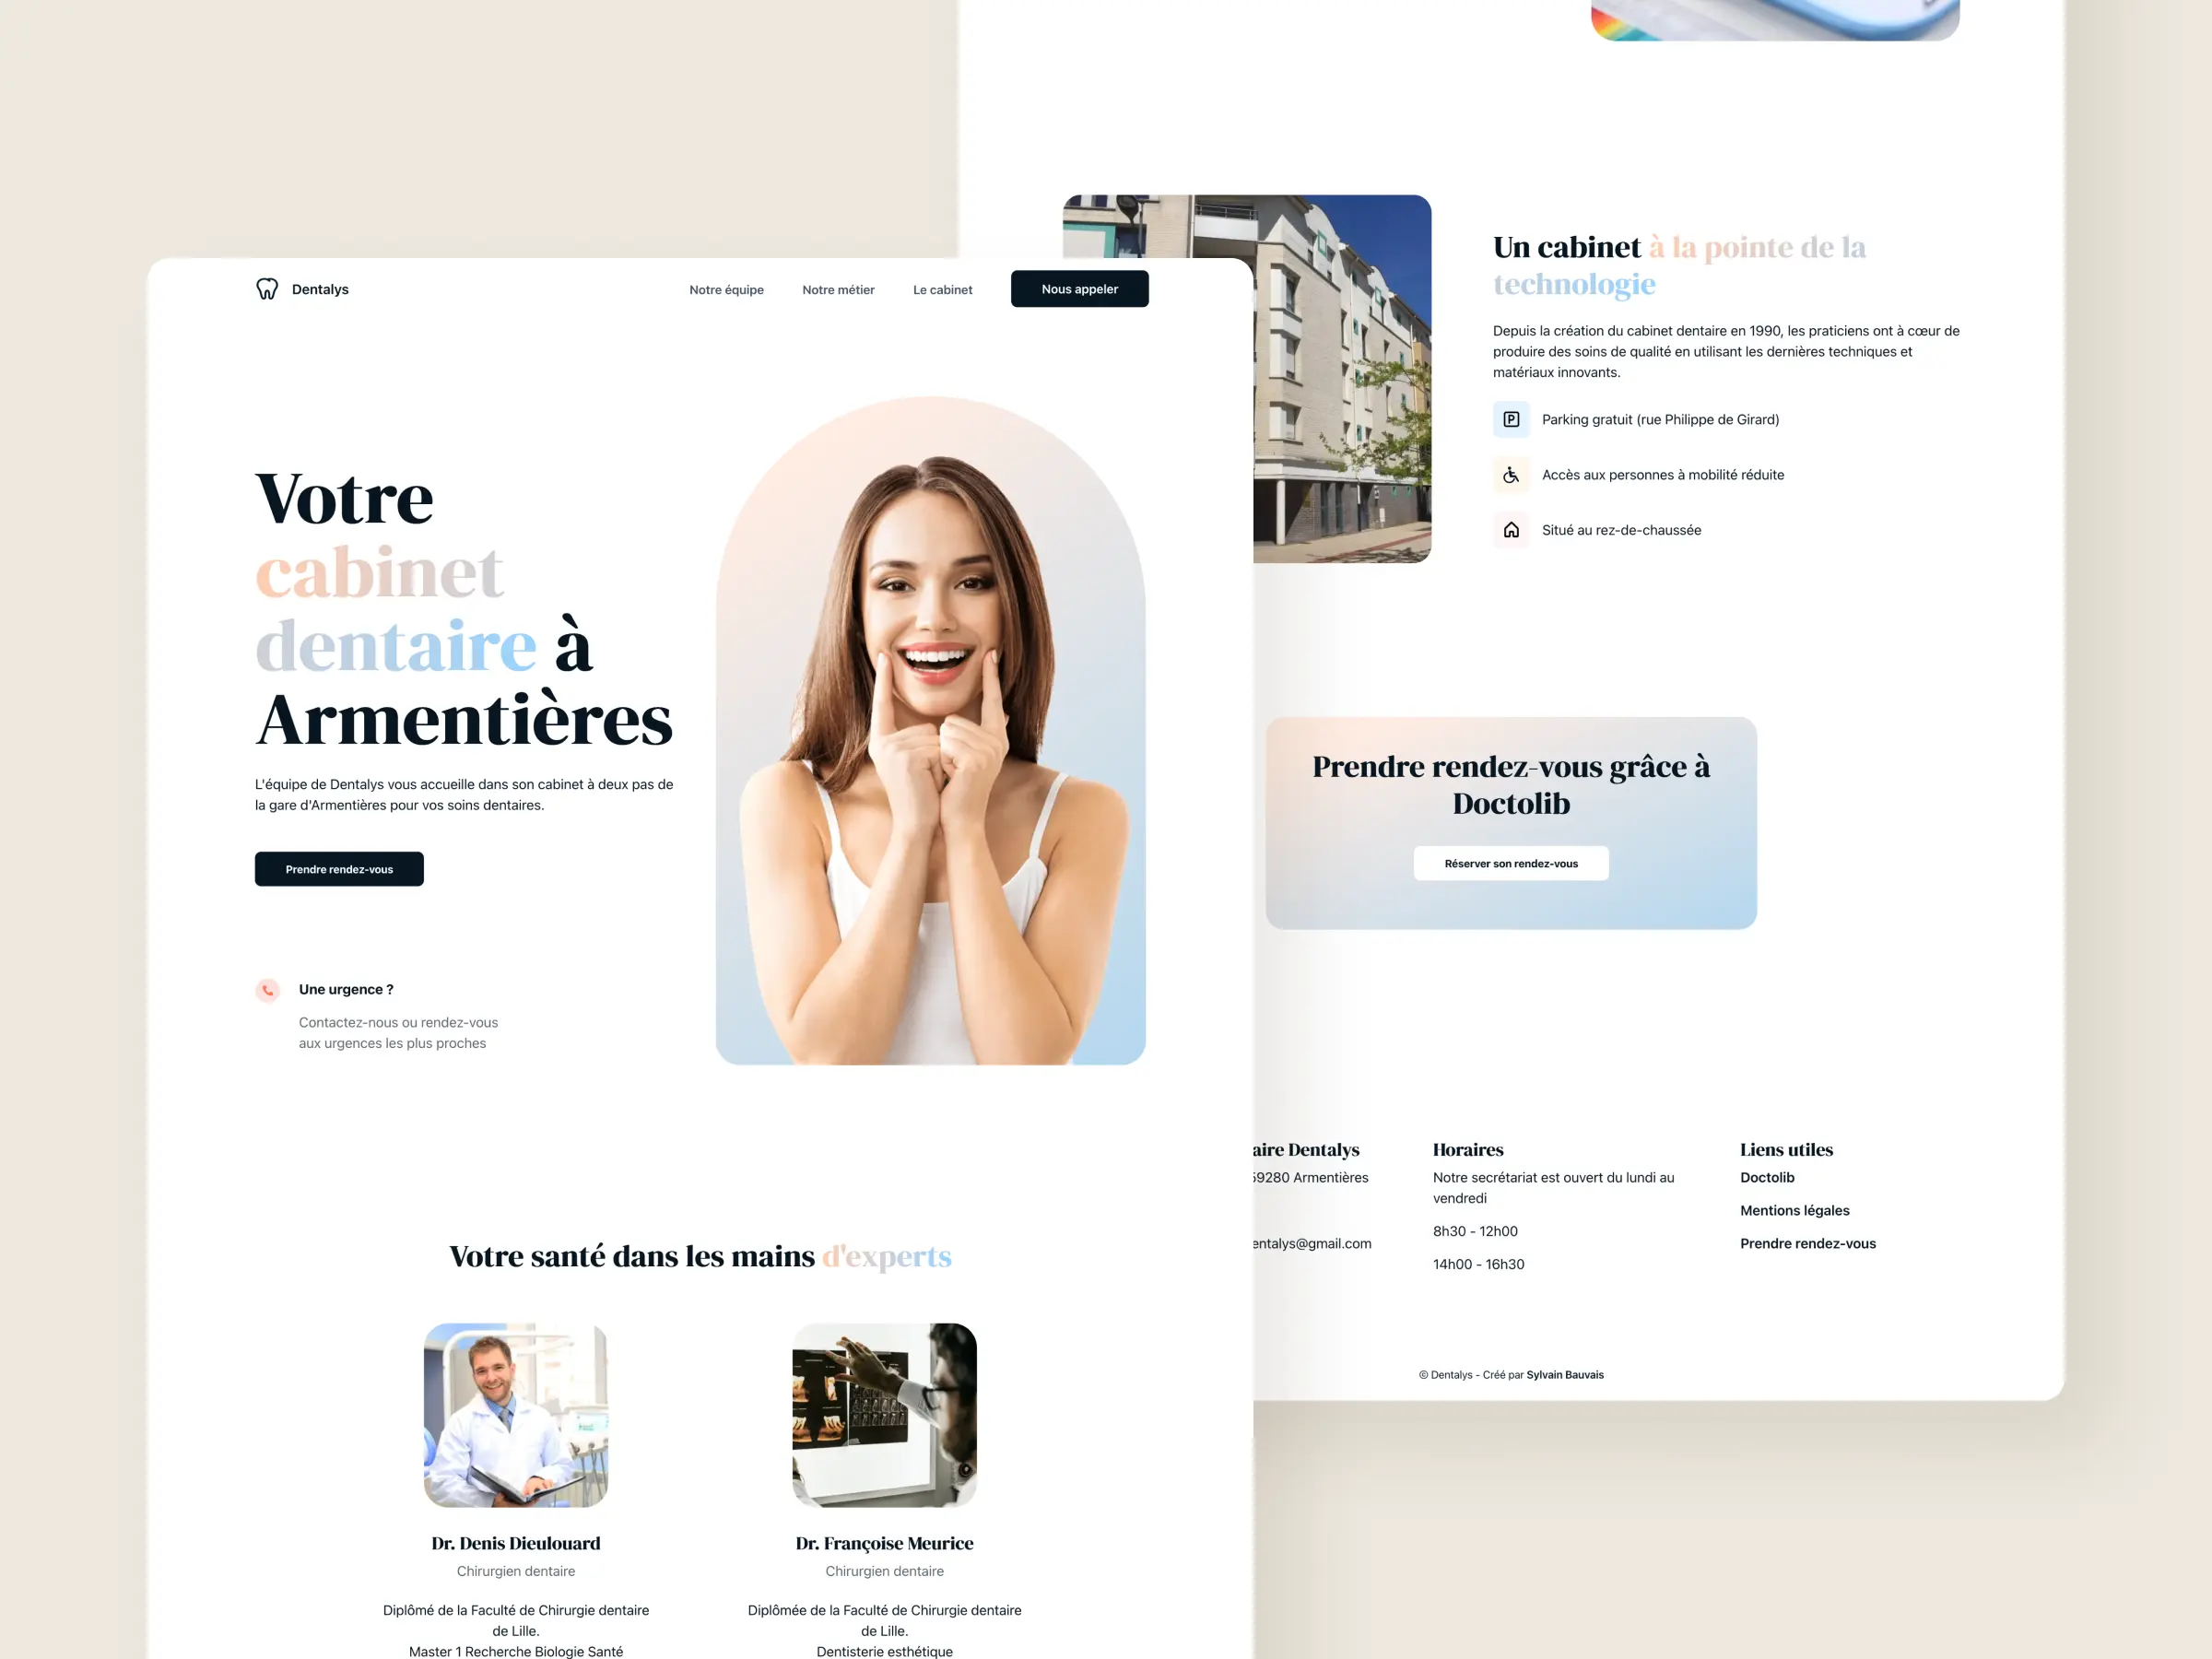 Dentalys
Notre équipe
Notre métier
Le cabinet
Nous appeler
Votre
cabinet
dentaire à
Armentières
L'équipe de Dentalys vous accueille dans son cabinet à deux pas de
la gare d'Armentières pour vos soins dentaires.
Prendre rendez-vous
Une urgence ?
Contactez-nous ou rendez-vous
aux urgences les plus proches
Votre santé dans les mains d'experts
Dr. Denis Dieulouard
Chirurgien dentaire
Diplômé de la Faculté de Chirurgie dentaire
de Lille.
Master 1 Recherche Biologie Santé
Dr. Françoise Meurice
Chirurgien dentaire
Diplômée de la Faculté de Chirurgie dentaire
de Lille.
Dentisterie esthétique
Un cabinet à la pointe de la
technologie
Depuis la création du cabinet dentaire en 1990, les praticiens ont à cœur de
produire des soins de qualité en utilisant les dernières techniques et
matériaux innovants.
P
Parking gratuit (rue Philippe de Girard)
Accès aux personnes à mobilité réduite
Situé au rez-de-chaussée
Prendre rendez-vous grâce à
Doctolib
Réserver son rendez-vous
aire Dentalys
59280 Armentières
entalys@gmail.com
Horaires
Notre secrétariat est ouvert du lundi au
vendredi
8h30 - 12h00
14h00 - 16h30
Liens utiles
Doctolib
Mentions légales
Prendre rendez-vous
© Dentalys - Créé par Sylvain Bauvais